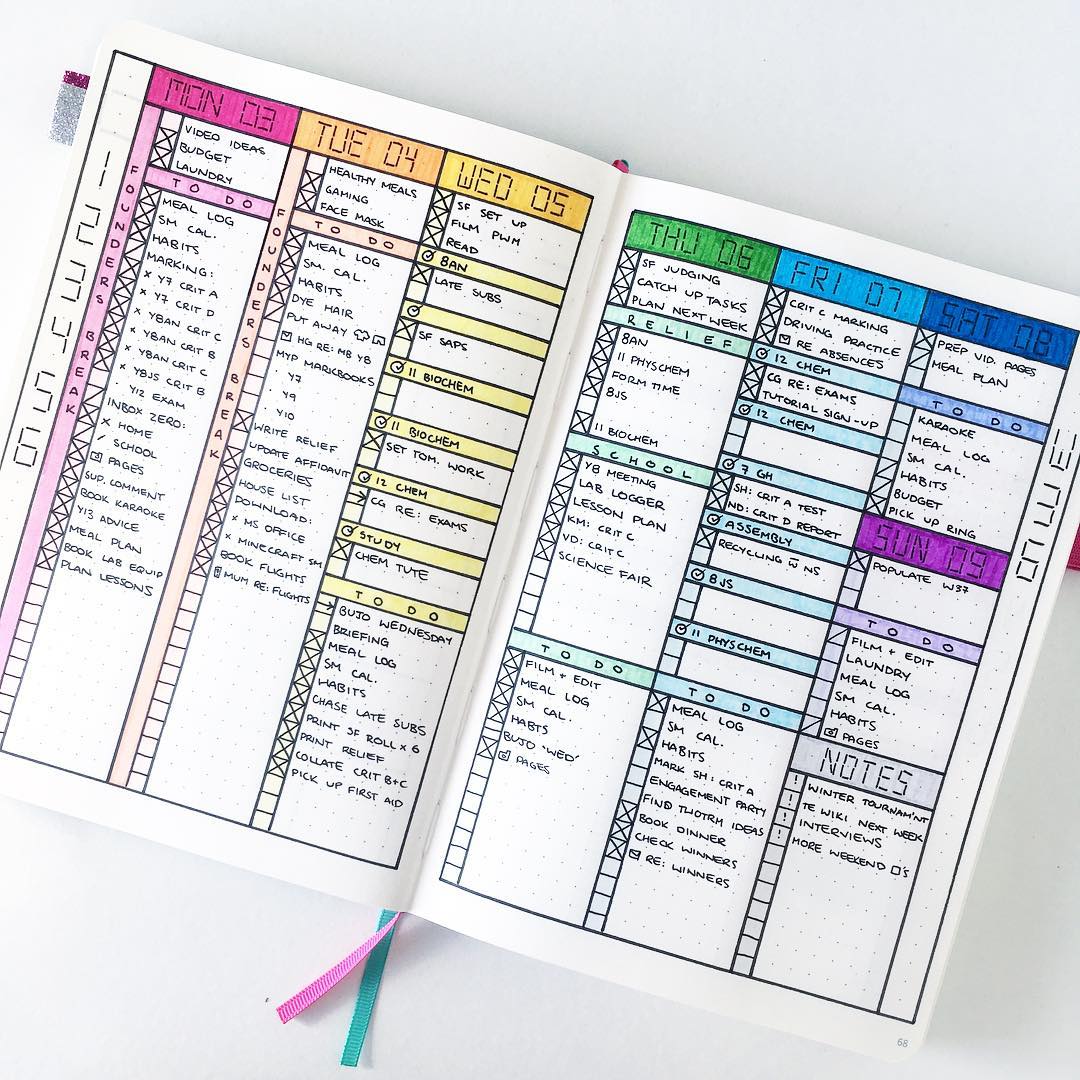 1
2
3
4
5
6
MON 03
VIDEO IDEAS
BUDGET
LAUNDRY
FOUNDERS BREAK
TO DO
MEAL LOG
SM CAL.
HABITS
MARKING:
x Y7 CRIT A
x Y7 CRIT D
x YBAN CRIT C
x YBAN CRIT B
x YBAN CRIT C
x YBJS CRIT B
Y12 EXAM
INBOX ZERO:
x HOME
SCHOOL
PAGES
SUP. COMMENT
BOOK KARAOKE
Y13 ADVICE
MEAL PLAN
BOOK LAB EQUIP
PLAN LESSONS
TUE 04
HEALTHY MEALS
GAMING
FACE MASK
FOUNDERS BREAK
TO DO
MEAL LOG
SM. CAL.
HABITS
DYE HAIR
PUT AWAY
HG RE: MB Y8
MYP MARKBOOKS
Y7
Y9
Y10
WRITE RELIEF
UPDATE AFFIDAVIT
GROCERIES
HOUSE LIST
DOWNLOAD:
x MS OFFICE
x MINECRAFT SM
BOOK FLIGHTS
MUM RE: FLIGHTS
WED 05
SF SET UP
FILM PWM
READ
8AN
LATE SUBS
SF SAPS
11 BIOCHEM
11 BIOCHEM
SET TOM. WORK
12 CHEM
CG RE: EXAMS
STUDY
CHEM TUTE
TO DO
BUJO WEDNESDAY
BRIEFING
MEAL LOG
SM CAL.
HABITS
CHASE LATE SUBS
PRINT SF ROLL x 6
PRINT RELIEF
COLLATE CRIT B+C
PICK UP FIRST AID
THU 06
SF JUDGING
CATCH UP TASKS
PLAN NEXT WEEK
RELIEF
8AN
11 PHYSCHEM
FORM TIME
8JS
11 BIOCHEM
SCHOOL
Y8 MEETING
LAB LOGGER
LESSON PLAN
KM: CRIT C
VD: CRIT C
SCIENCE FAIR
TO DO
FILM + EDIT
MEAL LOG
SM CAL.
HABTS
BUJO 'WED'
PAGES
FRI 07
CRIT C MARKING
DRIVING PRACTICE
RE ABSENCES
12 CHEM
CG RE: EXAMS
TUTORIAL SIGN-UP
12 CHEM
7 GH
SH: CRIT A TEST
ND: CRIT D REPORT
ASSEMBLY
RECYCLING W NS
8JS
11 PHYSCHEM
TO DO
MEAL LOG
SM CAL.
HABITS
MARK SH: CRIT A
ENGAGEMENT PARTY
FIND TWOTRM IDEAS
BOOK DINNER
CHECK WINNERS
RE: WINNERS
SAT 08
PREP VID. PAGES
MEAL PLAN
TO DO
KARAOKE
MEAL LOG
SM CAL.
HABITS
BUDGET
PICK UP RING
SUN 09
POPULATE W37
TO DO
FILM + EDIT
LAUNDRY
MEAL LOG
SM CAL.
HABITS
PAGES
NOTES
! WINTER TOURNAM'NT
! TE WIKI NEXT WEEK
! INTERVIEWS
! MORE WEEKEND □'S
68